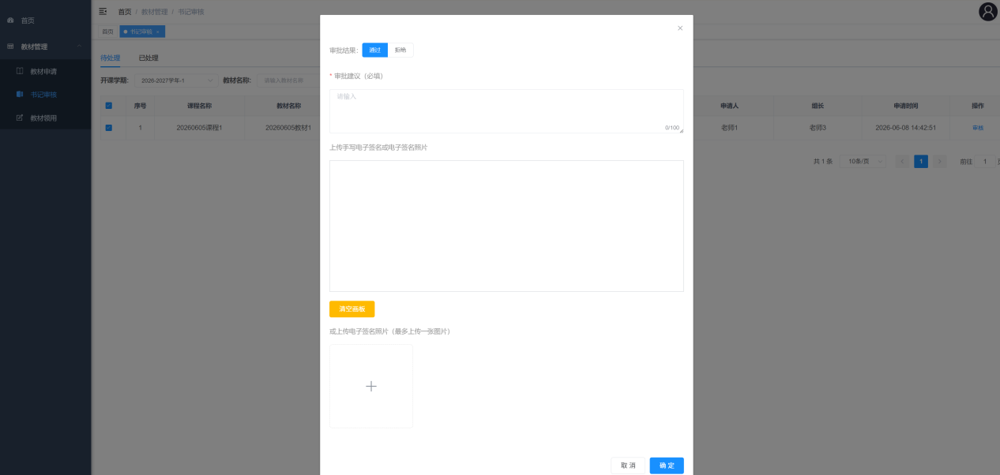 首页
教材管理
教材申请
书记审核
教材领用
首页 / 教材管理 / 书记审核
首页 书记审核 ×
待处理 已处理
开课学期: 2026-2027学年-1 教材名称: 请输入教材名称
序号 课程名称 教材名称 申请人 组长 申请时间 操作
1 20260605课程1 20260605教材1 老师1 老师3 2026-06-08 14:42:51 审核
共 1 条 10条/页 1 前往 1
审批结果: 通过 拒绝
* 审批建议（必填）
请输入
0/100
上传手写电子签名或电子签名照片
清空画板
或上传电子签名照片（最多上传一张图片）
取 消 确 定